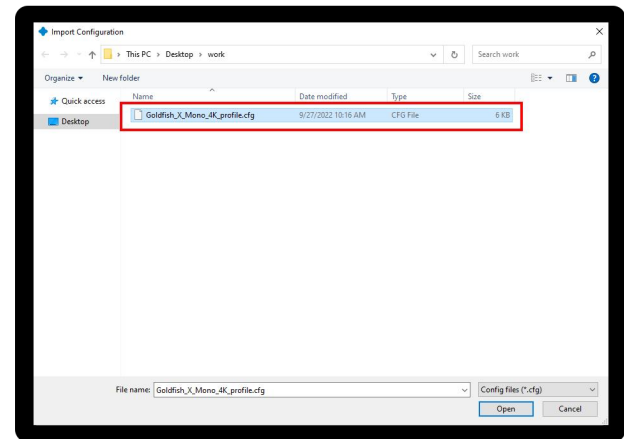 Import Configuration
This PC > Desktop > work
Search work
Organize
New folder
Quick access
Desktop
Name
Date modified
Type
Size
Goldfish_X_Mono_4K_profile.cfg
9/27/2022 10:16 AM
CFG File
6 KB
File name: Goldfish_X_Mono_4K_profile.cfg
Config files (*.cfg)
Open
Cancel